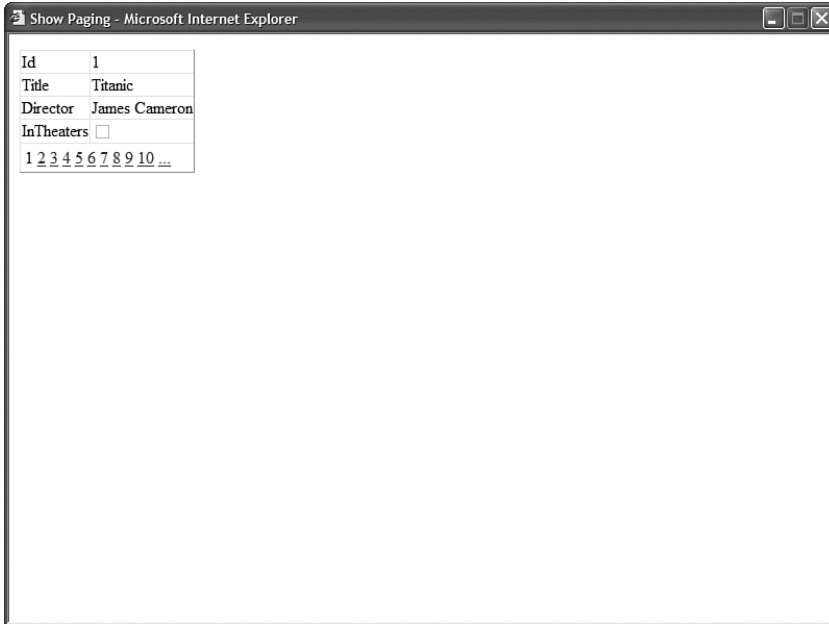 Show Paging - Microsoft Internet Explorer
Id 1
Title Titanic
Director James Cameron
InTheaters
1 2 3 4 5 6 7 8 9 10 ...